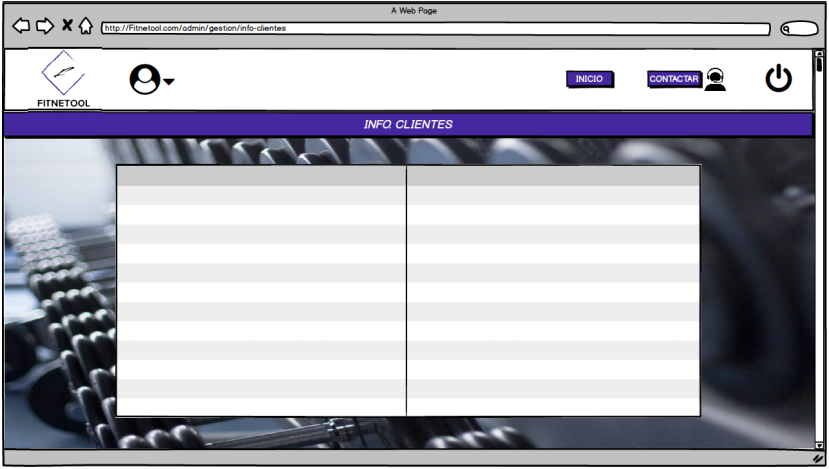 A Web Page
http://Fitnetool.com/admin/gestion/info-clientes
FITNETOOL
INICIO
CONTACTAR
INFO. CLIENTES